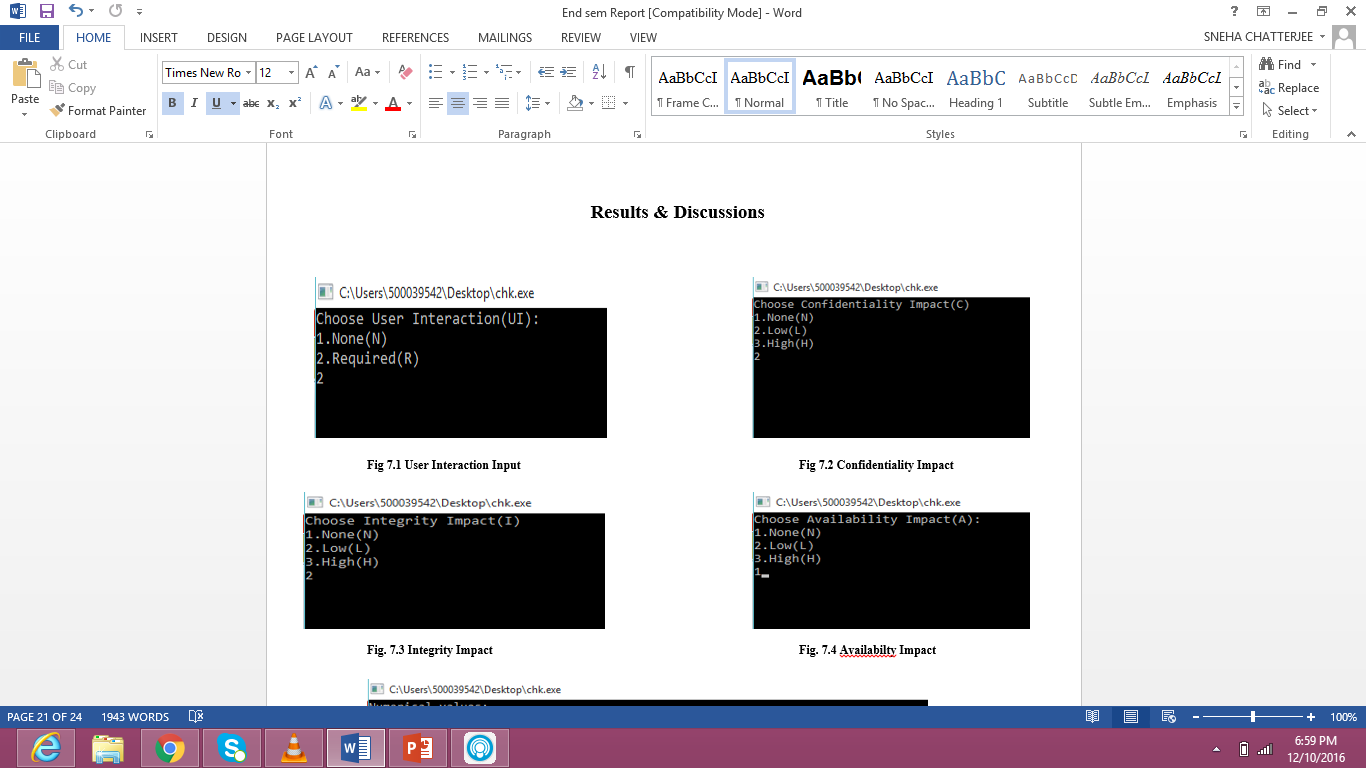 End sem Report [Compatibility Mode] - Word
FILE HOME INSERT DESIGN PAGE LAYOUT REFERENCES MAILINGS REVIEW VIEW
SNEHA CHATTERJEE
Paste
Cut
Copy
Format Painter
Clipboard
Times New Ro 12
Font
Paragraph
AaBbCcI AaBbCcI AaBb( AaBbCcI AaBbC AaBbCcD AaBbCcI AaBbCcI
¶ Frame C... ¶ Normal ¶ Title ¶ No Spac... Heading 1 Subtitle Subtle Em... Emphasis
Styles
Find
Replace
Select
Editing
Results & Discussions
C:\Users\500039542\Desktop\chk.exe
Choose User Interaction(UI):
1.None(N)
2.Required(R)
2
Fig 7.1 User Interaction Input
C:\Users\500039542\Desktop\chk.exe
Choose Confidentiality Impact(C)
1.None(N)
2.Low(L)
3.High(H)
2
Fig 7.2 Confidentiality Impact
C:\Users\500039542\Desktop\chk.exe
Choose Integrity Impact(I)
1.None(N)
2.Low(L)
3.High(H)
2
Fig. 7.3 Integrity Impact
C:\Users\500039542\Desktop\chk.exe
Choose Availability Impact(A):
1.None(N)
2.Low(L)
3.High(H)
1
Fig. 7.4 Availabilty Impact
C:\Users\500039542\Desktop\chk.exe
Numerical values:
PAGE 21 OF 24 1943 WORDS
100%
6:59 PM
12/10/2016